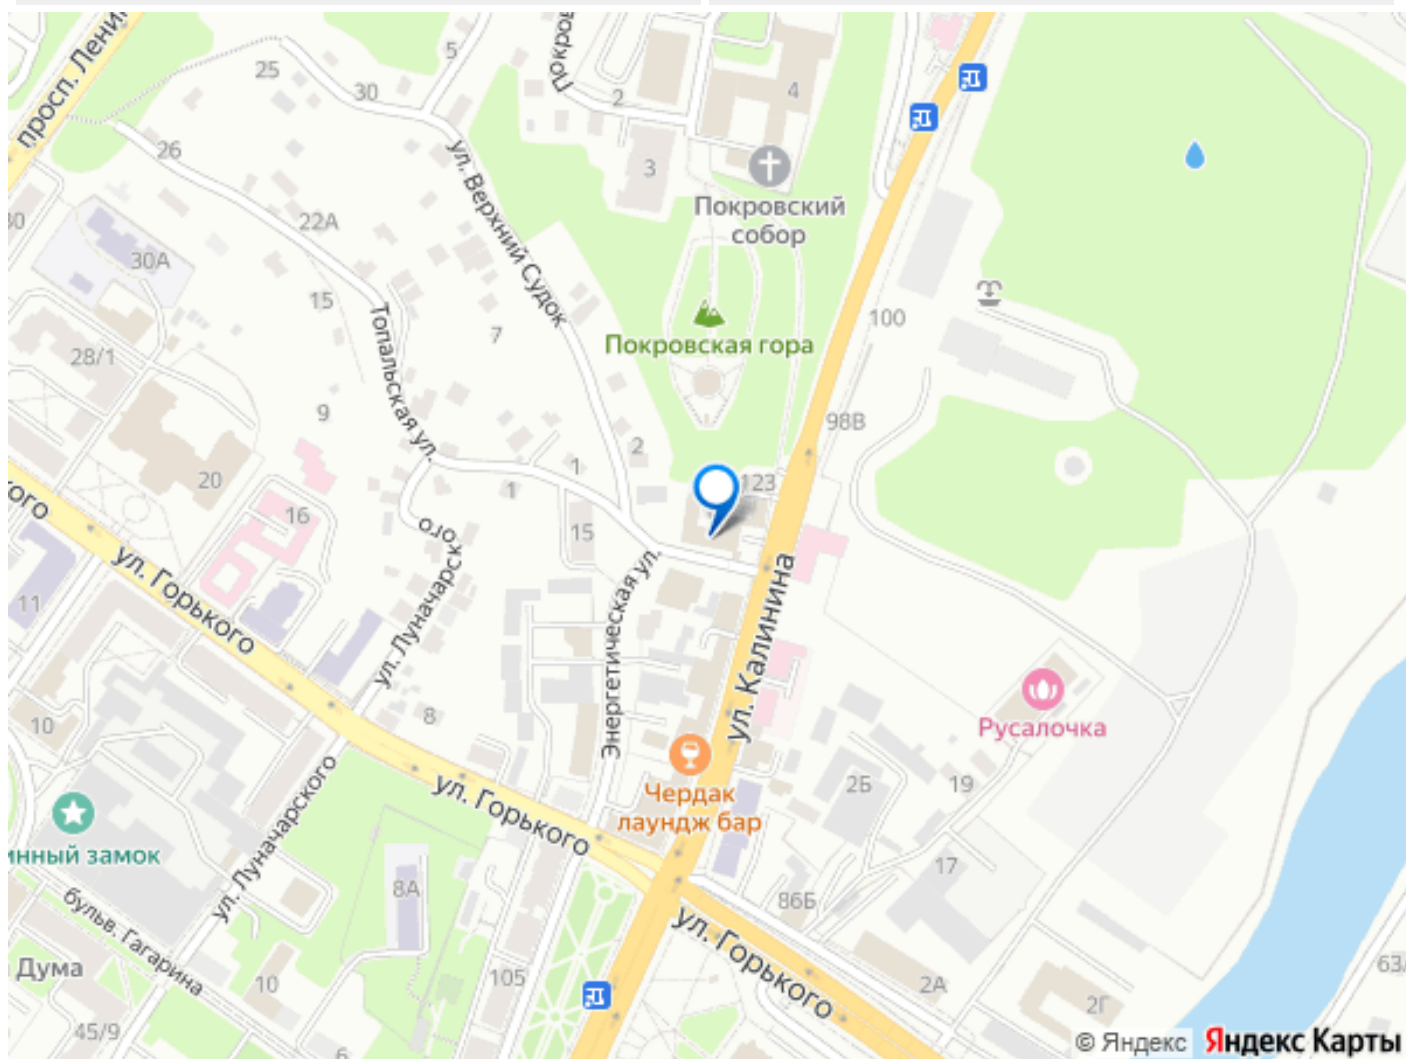 просп. Лени
25
30
5
Покров
2
4
26
3
Покровский
собор
ул. Верхний Судок
22А
30
30А
15
Топальская ул.
7
100
Покровская гора
28/1
9
98В
2
1
1
123
20
16
15
ого
ул. Горького
ул. Луначарского
Энергетическая ул.
ул. Калинина
11
10
8
Русалочка
Чердак
лаундж бар
2Б
19
ул. Горького
инный замок
ул. Луначарского
17
8А
86Б
бульв. Гагарина
ул. Горького
Дума
10
105
2А
2Г
63
45/9
6
© Яндекс Яндекс Карты